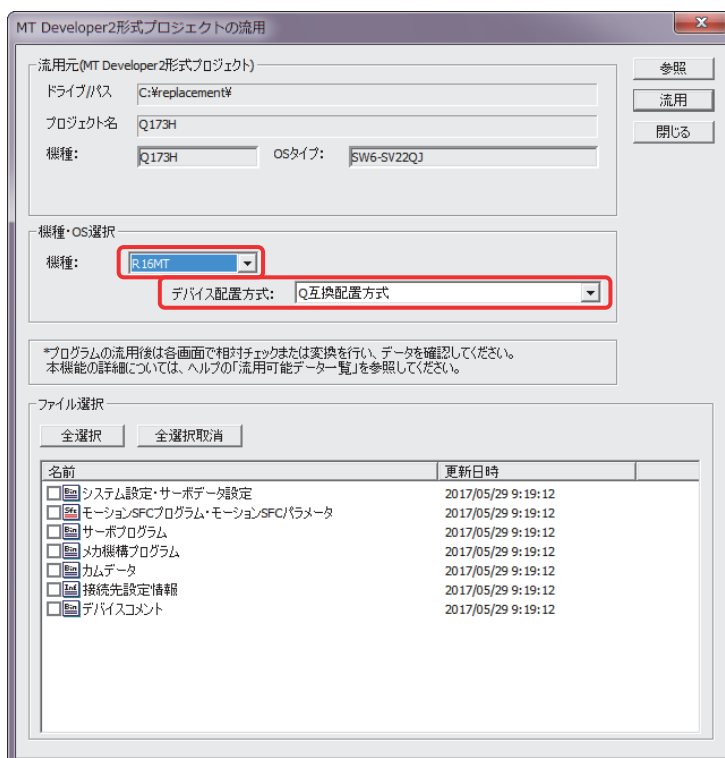 MT Developer2形式プロジェクトの流用
x
流用元(MT Developer2形式プロジェクト)
参照
ドライブ/パス C:¥replacement¥
流用
プロジェクト名 Q173H
閉じる
機種: Q173H OSタイプ: SW6-SV22QJ
機種・OS選択
機種: R16MT
デバイス配置方式: Q互換配置方式
*プログラムの流用後は各画面で相対チェックまたは変換を行い、データを確認してください。
本機能の詳細については、ヘルプの「流用可能データ一覧」を参照してください。
ファイル選択
全選択 全選択取消
名前 更新日時
Bin システム設定・サーボデータ設定 2017/05/29 9:19:12
Sfc モーションSFCプログラム・モーションSFCパラメータ 2017/05/29 9:19:12
Bin サーボプログラム 2017/05/29 9:19:12
Bin メカ機構プログラム 2017/05/29 9:19:12
Bin カムデータ 2017/05/29 9:19:12
Inf 接続先設定情報 2017/05/29 9:19:12
Bin デバイスコメント 2017/05/29 9:19:12